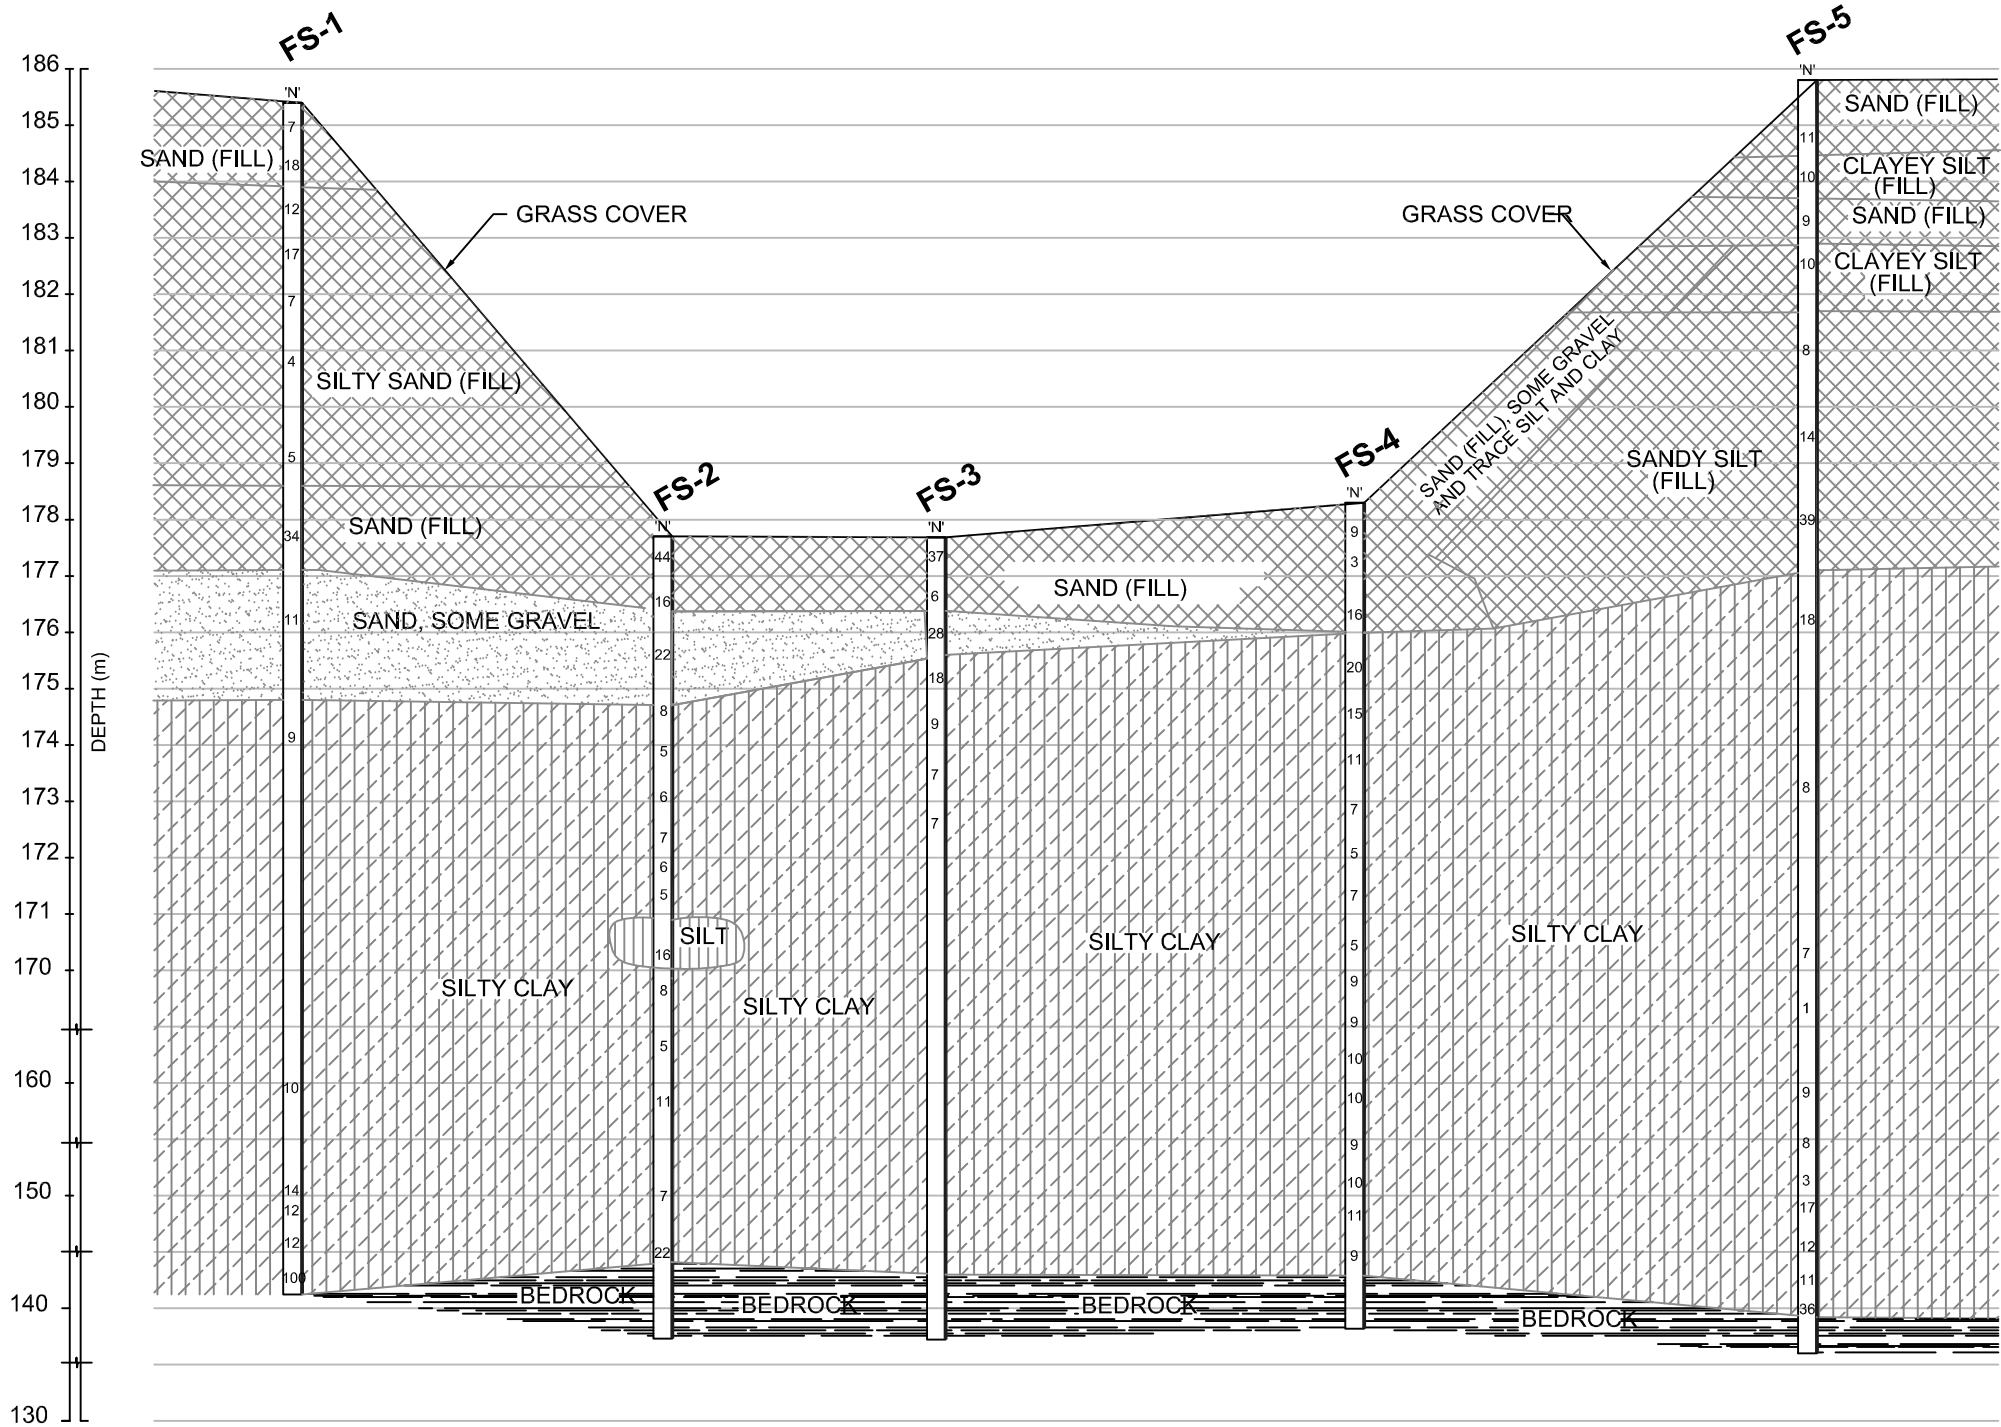 FS-1
FS-2
FS-3
FS-4
FS-5
186
185
184
183
182
181
180
179
178
177
176
175
174
173
172
171
170
160
150
140
130
DEPTH (m)
'N'
7
18
12
17
7
4
5
34
11
9
10
14
12
12
100
'N'
44
16
22
8
5
6
7
6
5
16
8
5
11
7
22
'N'
37
6
28
18
9
7
7
'N'
9
3
16
20
15
11
7
5
7
5
9
9
10
10
9
10
11
9
'N'
11
10
9
10
8
14
39
18
8
7
1
9
8
3
17
12
11
36
SAND (FILL)
GRASS COVER
SILTY SAND (FILL)
SAND (FILL)
SAND, SOME GRAVEL
SILTY CLAY
BEDROCK
SILT
SILTY CLAY
BEDROCK
SAND (FILL)
SILTY CLAY
BEDROCK
GRASS COVER
SAND (FILL), SOME GRAVEL
AND TRACE SILT AND CLAY
SANDY SILT
(FILL)
SILTY CLAY
BEDROCK
SAND (FILL)
CLAYEY SILT
(FILL)
SAND (FILL)
CLAYEY SILT
(FILL)